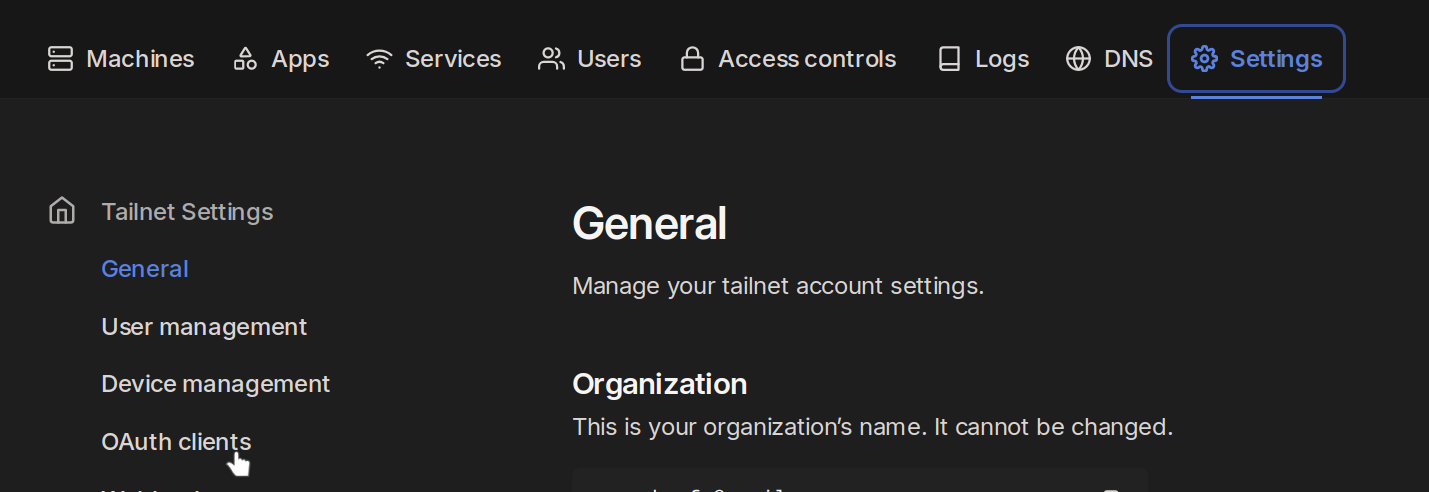 Machines Apps Services Users Access controls Logs DNS Settings
Tailnet Settings
General
User management
Device management
OAuth clients
General
Manage your tailnet account settings.
Organization
This is your organization’s name. It cannot be changed.